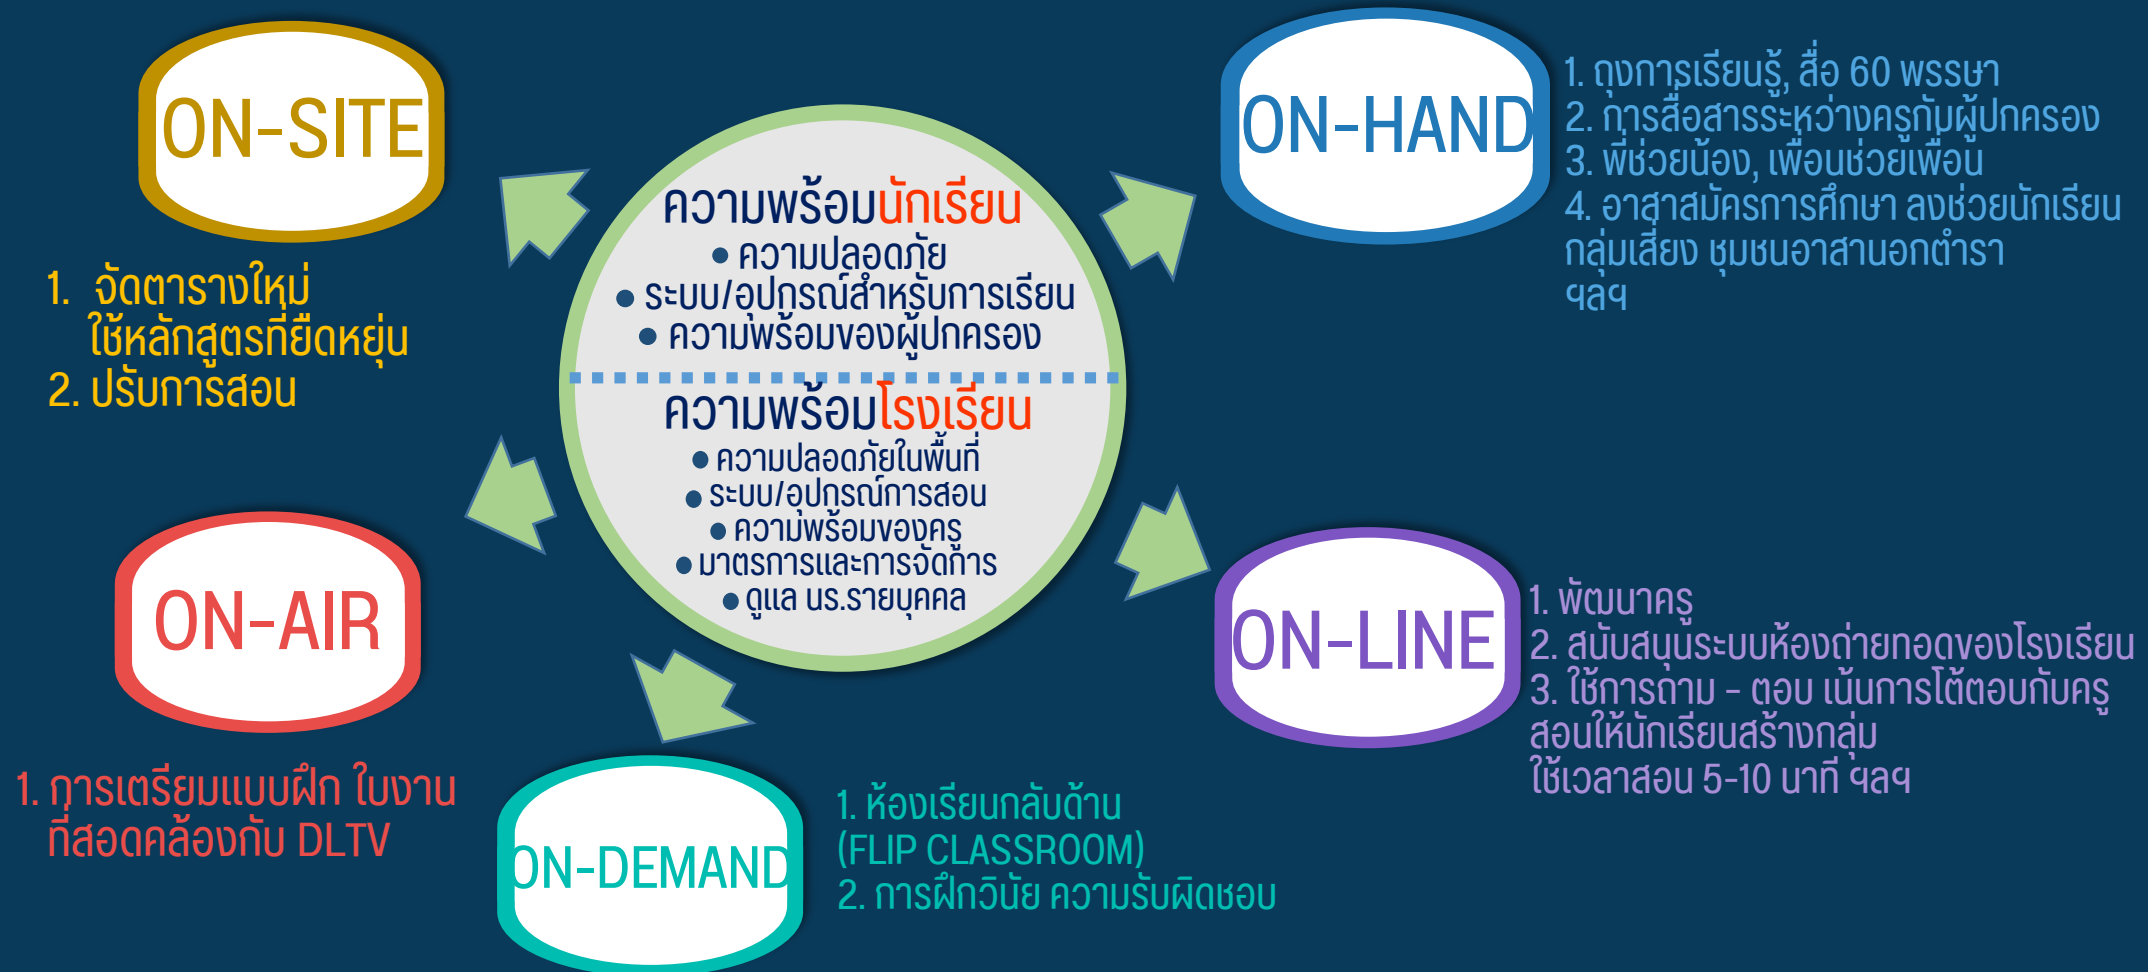 ON-SITE
1. จัดตารางใหม่
ใช้หลักสูตรที่ยืดหยุ่น
2. ปรับการสอน
ON-HAND
1. ถุงการเรียนรู้, สื่อ 60 พรรษา
2. การสื่อสารระหว่างครูกับผู้ปกครอง
3. พี่ช่วยน้อง, เพื่อนช่วยเพื่อน
4. อาสาสมัครการศึกษา ลงช่วยนักเรียน
กลุ่มเสี่ยง ชุมชนอาสานอกตำรา
ฯลฯ
ความพร้อมนักเรียน
• ความปลอดภัย
• ระบบ/อุปกรณ์สำหรับการเรียน
• ความพร้อมของผู้ปกครอง
ความพร้อมโรงเรียน
• ความปลอดภัยในพื้นที่
• ระบบ/อุปกรณ์การสอน
• ความพร้อมของครู
• มาตรการและการจัดการ
• ดูแล นร.รายบุคคล
ON-AIR
1. การเตรียมแบบฝึก ใบงาน
ที่สอดคล้องกับ DLTV
ON-DEMAND
1. ห้องเรียนกลับด้าน
(FLIP CLASSROOM)
2. การฝึกวินัย ความรับผิดชอบ
ON-LINE
1. พัฒนาครู
2. สนับสนุนระบบห้องถ่ายทอดของโรงเรียน
3. ใช้การถาม - ตอบ เน้นการโต้ตอบกับครู
สอนให้นักเรียนสร้างกลุ่ม
ใช้เวลาสอน 5-10 นาที ฯลฯ